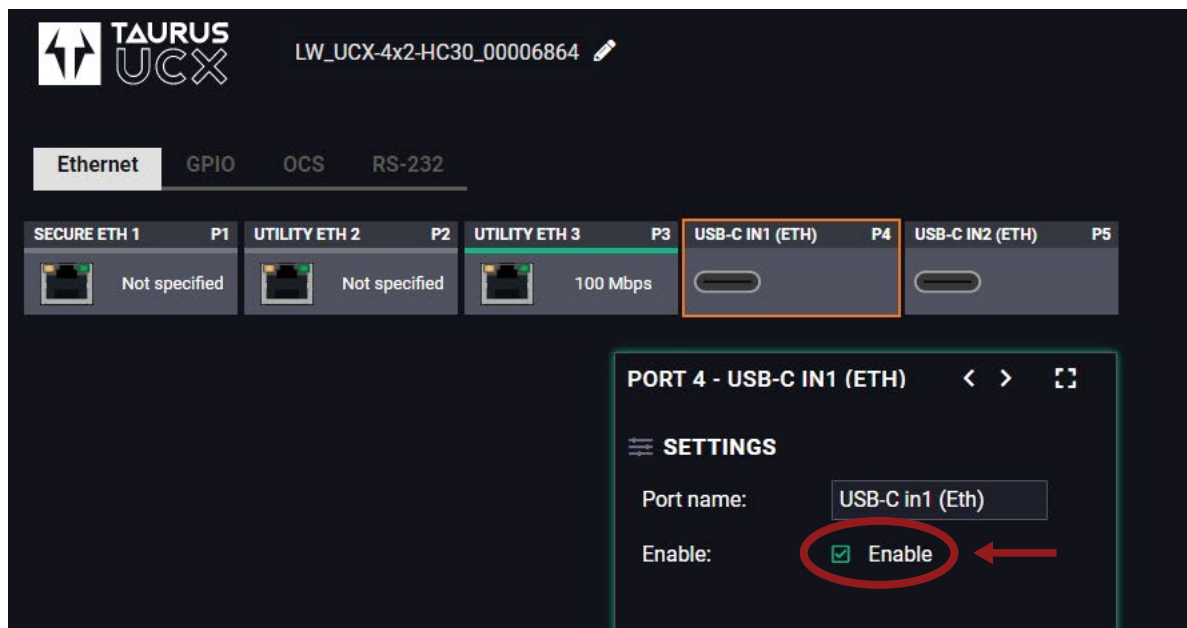 TAURUS
UCX
LW_UCX-4x2-HC30_00006864
Ethernet GPIO OCS RS-232
SECURE ETH 1 P1 UTILITY ETH 2 P2 UTILITY ETH 3 P3 USB-C IN1 (ETH) P4 USB-C IN2 (ETH) P5
Not specified Not specified 100 Mbps
PORT 4 - USB-C IN1 (ETH)
SETTINGS
Port name: USB-C in1 (Eth)
Enable: Enable